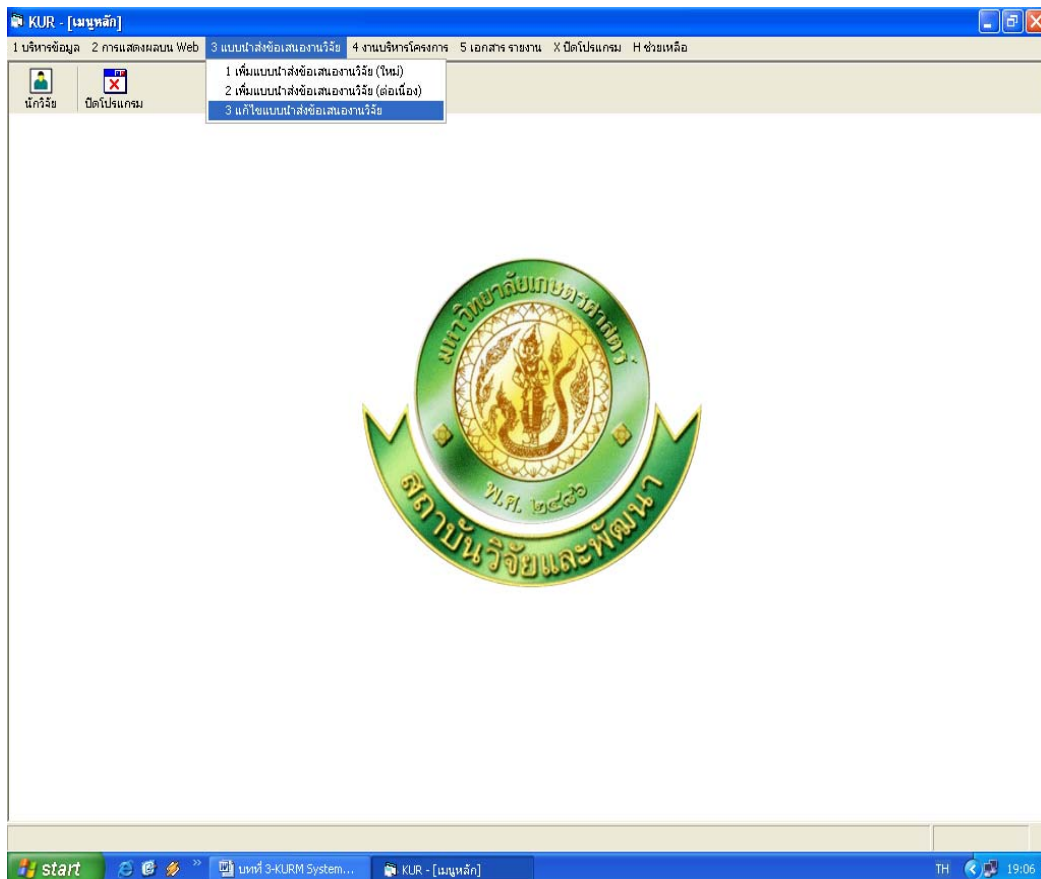 KUR - [เมนูหลัก]
1 บริหารข้อมูล 2 การแสดงผลบน Web 3 แบบนำส่งข้อเสนองานวิจัย 4 งานบริหารโครงการ 5 เอกสาร รายงาน X ปิดโปรแกรม H ช่วยเหลือ
1 เพิ่มแบบนำส่งข้อเสนองานวิจัย (ใหม่)
2 เพิ่มแบบนำส่งข้อเสนองานวิจัย (ต่อเนื่อง)
3 แก้ไขแบบนำส่งข้อเสนองานวิจัย
นักวิจัย ปิดโปรแกรม
มหาวิทยาลัยเกษตรศาสตร์
พ.ศ. ๒๔๘๖
สถาบันวิจัยและพัฒนา
start บทที่ 3-KURM System... KUR - [เมนูหลัก] TH 19:06